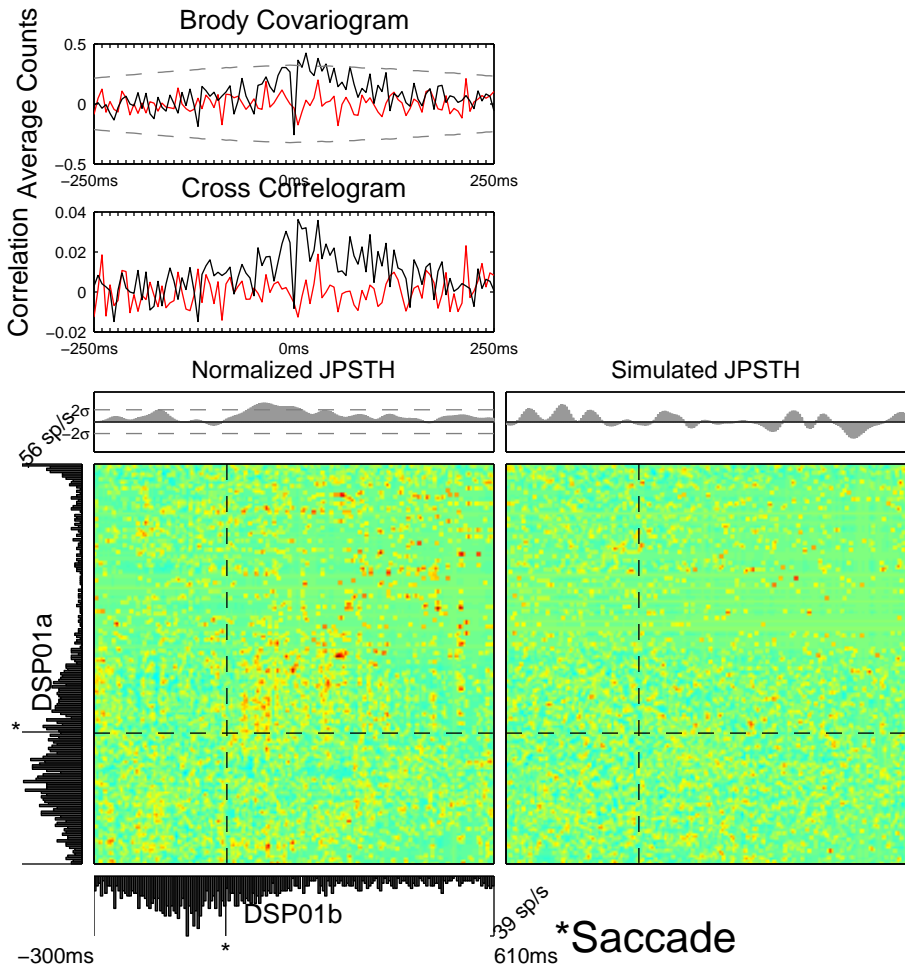 Brody Covariogram
Average Counts
0.5
0
−0.5
−250ms
0ms
250ms
Cross Correlogram
Correlation
0.04
0.02
0
−0.02
−250ms
0ms
250ms
Normalized JPSTH
Simulated JPSTH
2σ
−2σ
56 sp/s
DSP01a
*
DSP01b
39 sp/s
*
−300ms
610ms
*Saccade